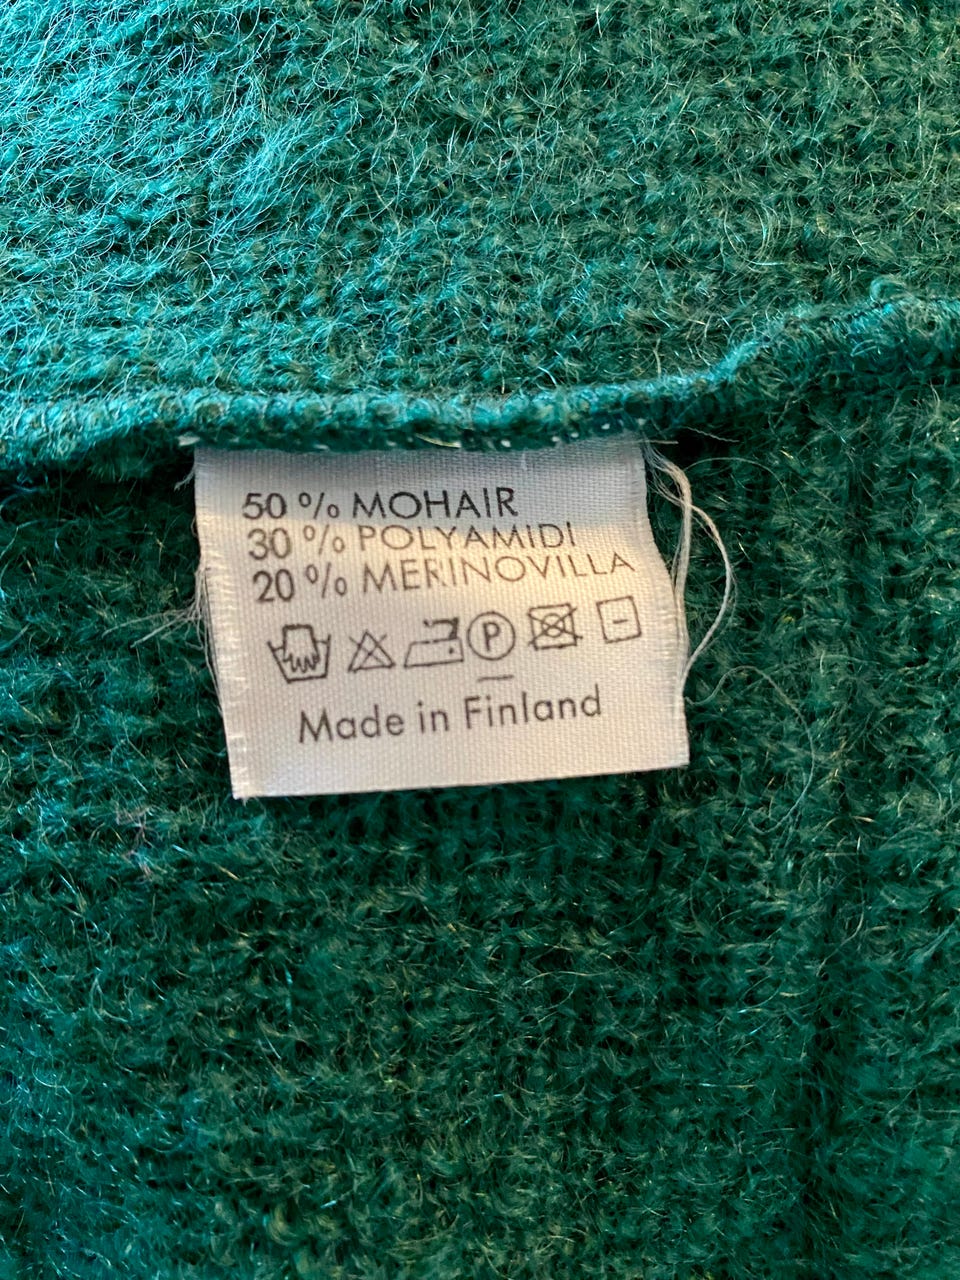 50 % MOHAIR
30 % POLYAMIDI
20 % MERINOVILLA
P
Made in Finland